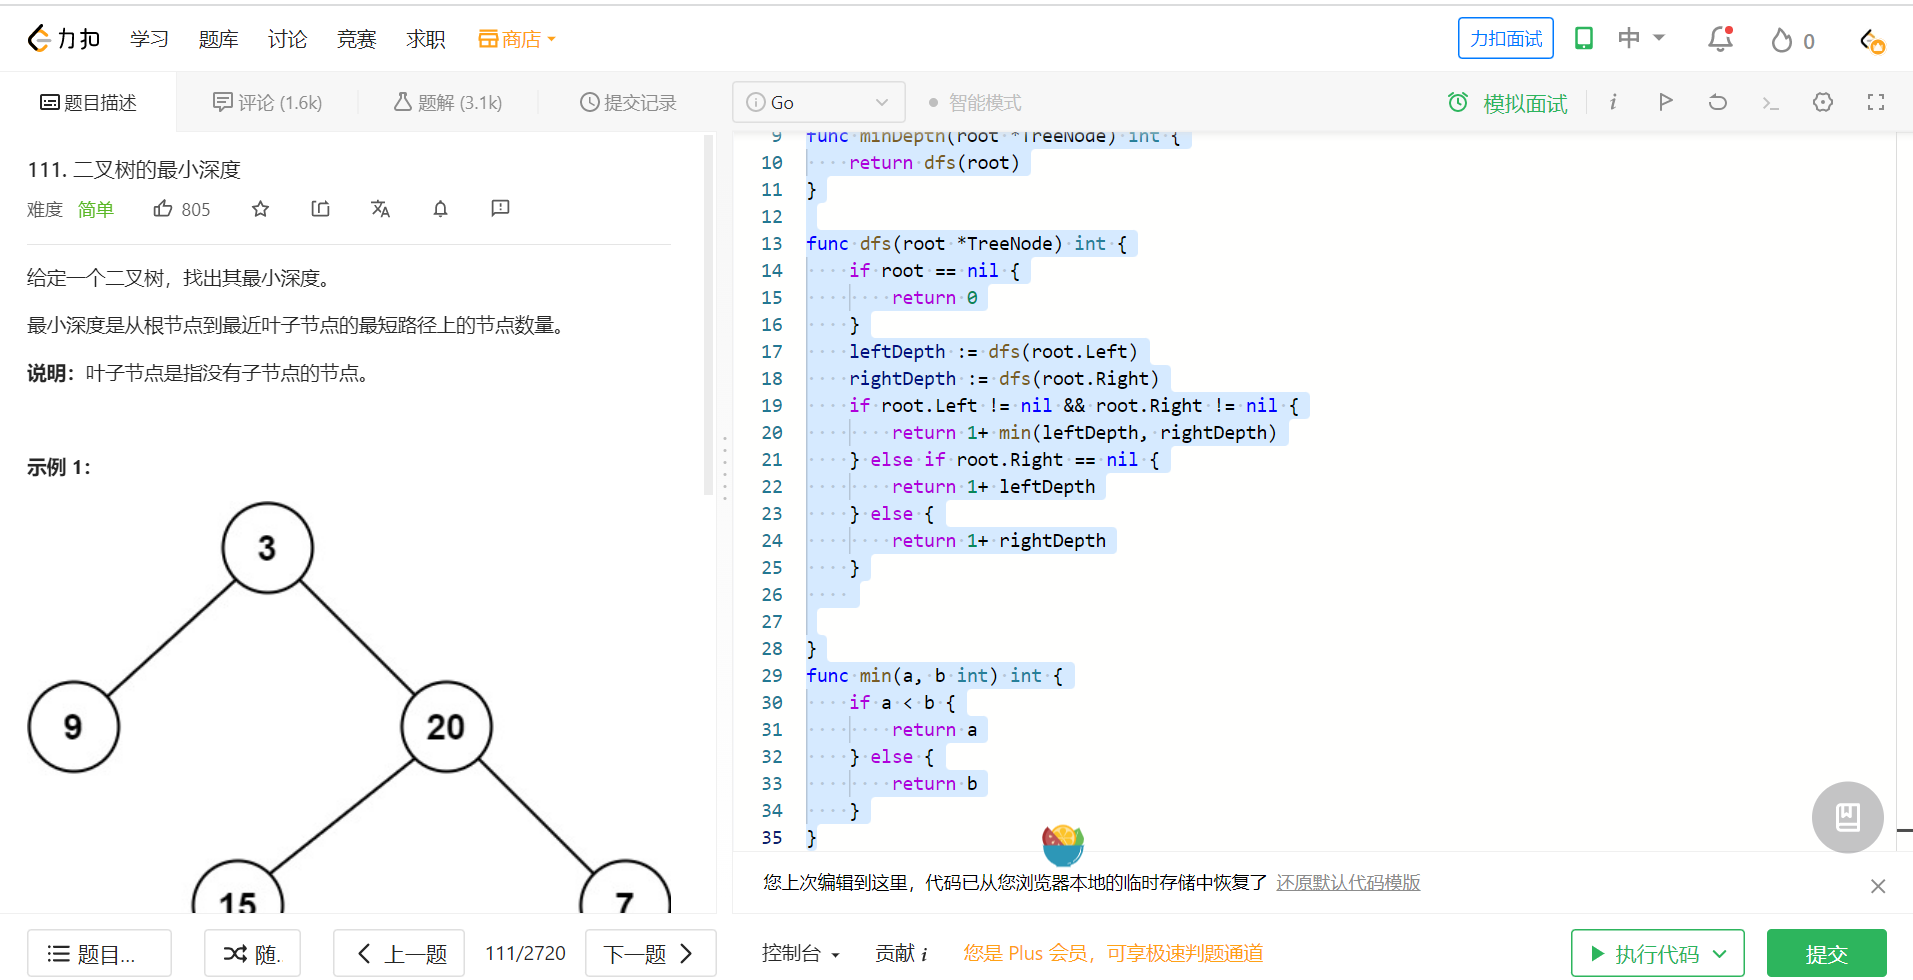 力扣 学习 题库 讨论 竞赛 求职 商店 力扣面试 中 0
题目描述 评论 (1.6k) 题解 (3.1k) 提交记录
i Go 智能模式 模拟面试 i
111. 二叉树的最小深度
难度 简单 805
给定一个二叉树，找出其最小深度。
最小深度是从根节点到最近叶子节点的最短路径上的节点数量。
说明：叶子节点是指没有子节点的节点。
示例 1：
3
9
20
15
7
9 func minDepth(root *TreeNode) int {
10     return dfs(root)
11 }
12
13 func dfs(root *TreeNode) int {
14     if root == nil {
15         return 0
16     }
17     leftDepth := dfs(root.Left)
18     rightDepth := dfs(root.Right)
19     if root.Left != nil && root.Right != nil {
20         return 1+ min(leftDepth, rightDepth)
21     } else if root.Right == nil {
22         return 1+ leftDepth
23     } else {
24         return 1+ rightDepth
25     }
26
27
28 }
29 func min(a, b int) int {
30     if a < b {
31         return a
32     } else {
33         return b
34     }
35 }
您上次编辑到这里，代码已从您浏览器本地的临时存储中恢复了 还原默认代码模版
题目... 随. 上一题 111/2720 下一题 控制台 贡献 i 您是 Plus 会员，可享极速判题通道 执行代码 提交